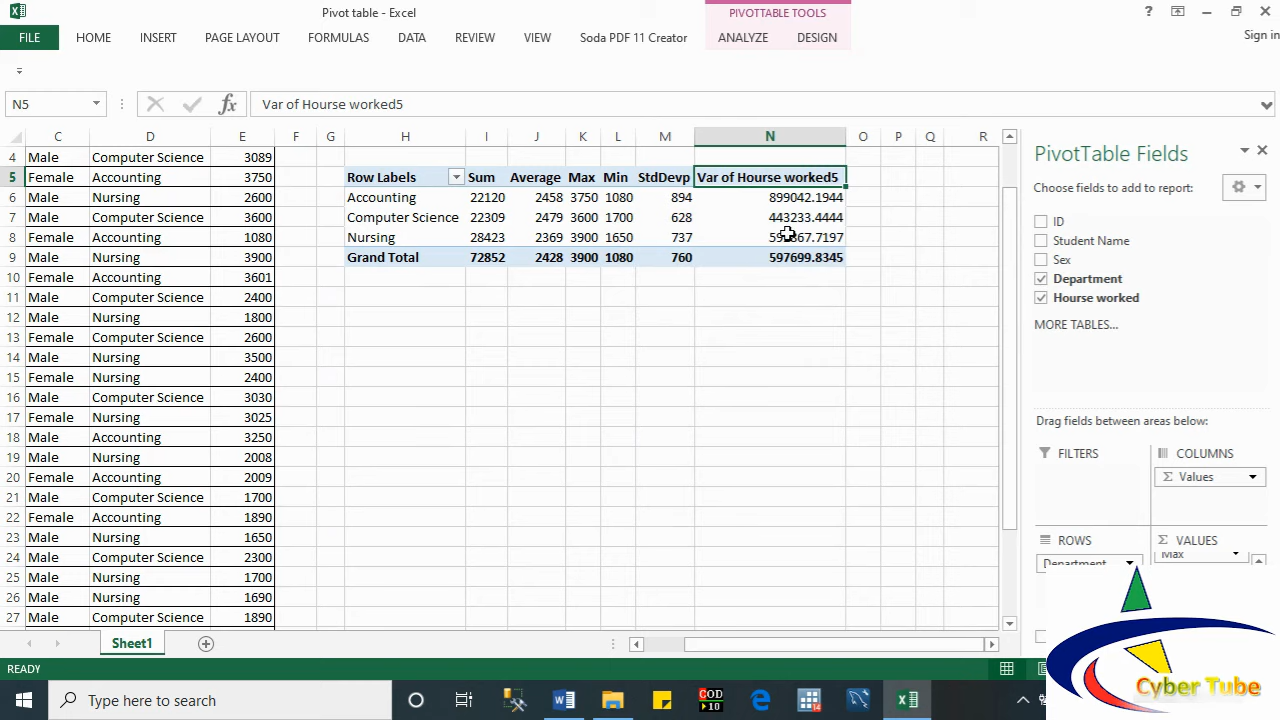 Pivot table - Excel
PIVOTTABLE TOOLS
?
FILE HOME INSERT PAGE LAYOUT FORMULAS DATA REVIEW VIEW Soda PDF 11 Creator ANALYZE DESIGN Sign in
N5 fx Var of Hourse worked5
C D E F G H I J K L M N O P Q R
4 Male Computer Science 3089
5 Female Accounting 3750 Row Labels Sum Average Max Min StdDevp Var of Hourse worked5
6 Male Nursing 2600 Accounting 22120 2458 3750 1080 894 899042.1944
7 Male Computer Science 3600 Computer Science 22309 2479 3600 1700 628 443233.4444
8 Female Accounting 1080 Nursing 28423 2369 3900 1650 737
9 Male Nursing 3900 Grand Total 72852 2428 3900 1080 760 597699.8345
10 Female Accounting 3601
11 Male Computer Science 2400
12 Male Nursing 1800
13 Female Computer Science 2600
14 Male Nursing 3500
15 Female Nursing 2400
16 Male Computer Science 3030
17 Female Nursing 3025
18 Male Accounting 3250
19 Male Nursing 2008
20 Female Accounting 2009
21 Male Computer Science 1700
22 Female Accounting 1890
23 Male Nursing 1650
24 Male Computer Science 2300
25 Male Nursing 1700
26 Male Nursing 1690
27 Male Computer Science 1890
PivotTable Fields
Choose fields to add to report:
ID
Student Name
Sex
Department
Hourse worked
MORE TABLES...
Drag fields between areas below:
FILTERS COLUMNS
Σ Values
ROWS Σ VALUES
Department Max
Sheet1
READY
Type here to search
GOD
10
14
Cyber Tube